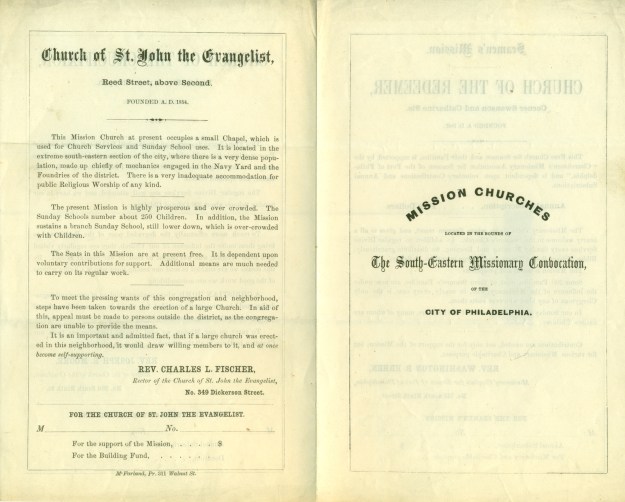 Church of St. John the Evangelist,
Reed Street, above Second.
FOUNDED A. D. 1864.
This Mission Church at present occupies a small Chapel, which is
used for Church Services and Sunday School uses. It is located in the
extreme south-eastern section of the city, where there is a very dense popu-
lation, made up chiefly of mechanics engaged in the Navy Yard and the
Foundries of the district. There is a very inadequate accommodation for
public Religious Worship of any kind.
The present Mission is highly prosperous and over crowded. The
Sunday Schools number about 250 Children. In addition, the Mission
sustains a branch Sunday School, still lower down, which is over-crowded
with Children.
The Seats in this Mission are at present free. It is dependent upon
voluntary contributions for support. Additional means are much needed
to carry on its regular work.
To meet the pressing wants of this congregation and neighborhood,
steps have been taken towards the erection of a large Church. In aid of
this, appeal must be made to persons outside the district, as the congrega-
tion are unable to provide the means.
It is an important and admitted fact, that if a large Church was erect-
ed in this neighborhood, it would draw willing members to it, and at once
become self-supporting.
REV. CHARLES L. FISCHER,
Rector of the Church of St. John the Evangelist,
No. 349 Dickerson Street.
FOR THE CHURCH OF ST. JOHN THE EVANGELIST.
M No.
For the support of the Mission, . . . . $
For the Building Fund, . . . . .
Pr. 521 Walnut St.
MISSION CHURCHES
LOCATED IN THE BOUNDS OF
The South-Eastern Missionary Convocation,
OF THE
CITY OF PHILADELPHIA.